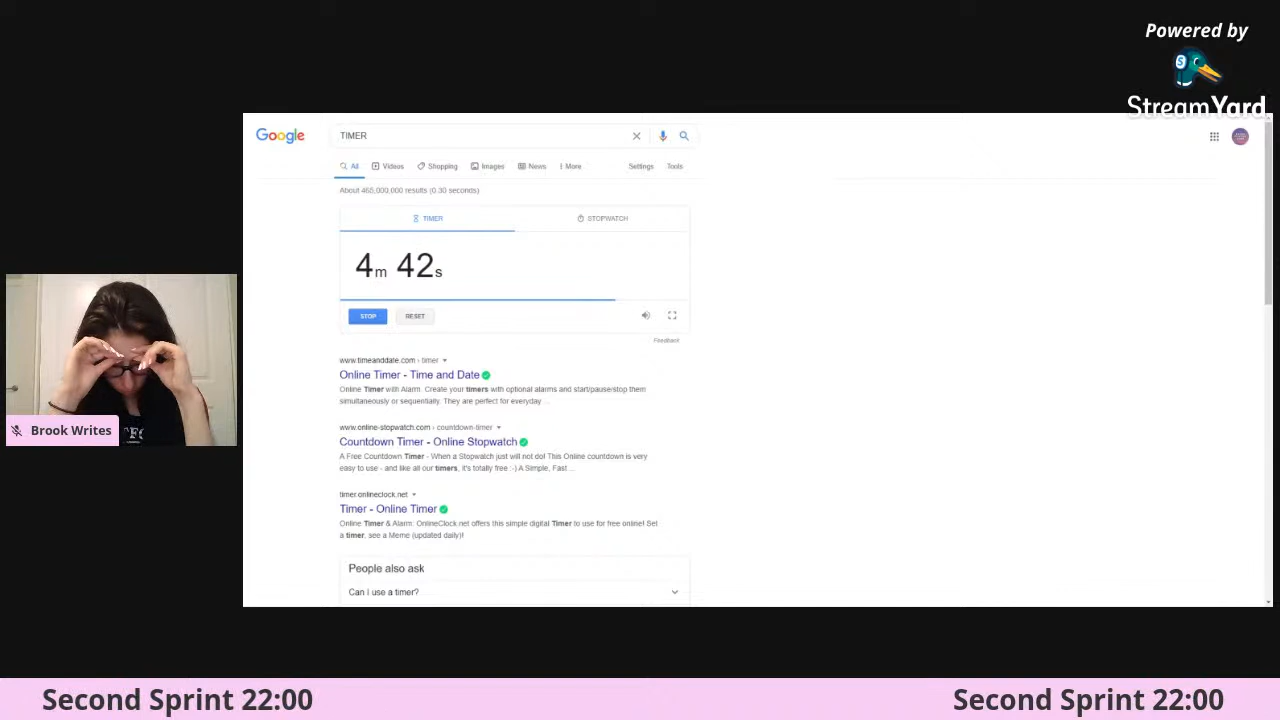 Powered by
StreamYard
Google
TIMER
All Videos Shopping Images News More Settings Tools
About 465,000,000 results (0.30 seconds)
TIMER STOPWATCH
4m 42s
STOP RESET
Feedback
www.timeanddate.com › timer
Online Timer - Time and Date
Online Timer with Alarm. Create your timers with optional alarms and start/pause/stop them
simultaneously or sequentially. They are perfect for everyday ...
www.online-stopwatch.com › countdown-timer
Countdown Timer - Online Stopwatch
A Free Countdown Timer - When a Stopwatch just will not do! This Online countdown is very
easy to use - and like all our timers, it's totally free :-) A Simple, Fast ...
timer.onlineclock.net
Timer - Online Timer
Online Timer & Alarm: OnlineClock.net offers this simple digital Timer to use for free online! Set
a timer, see a Meme (updated daily)!
People also ask
Can i use a timer?
Brook Writes
Second Sprint 22:00 Second Sprint 22:00